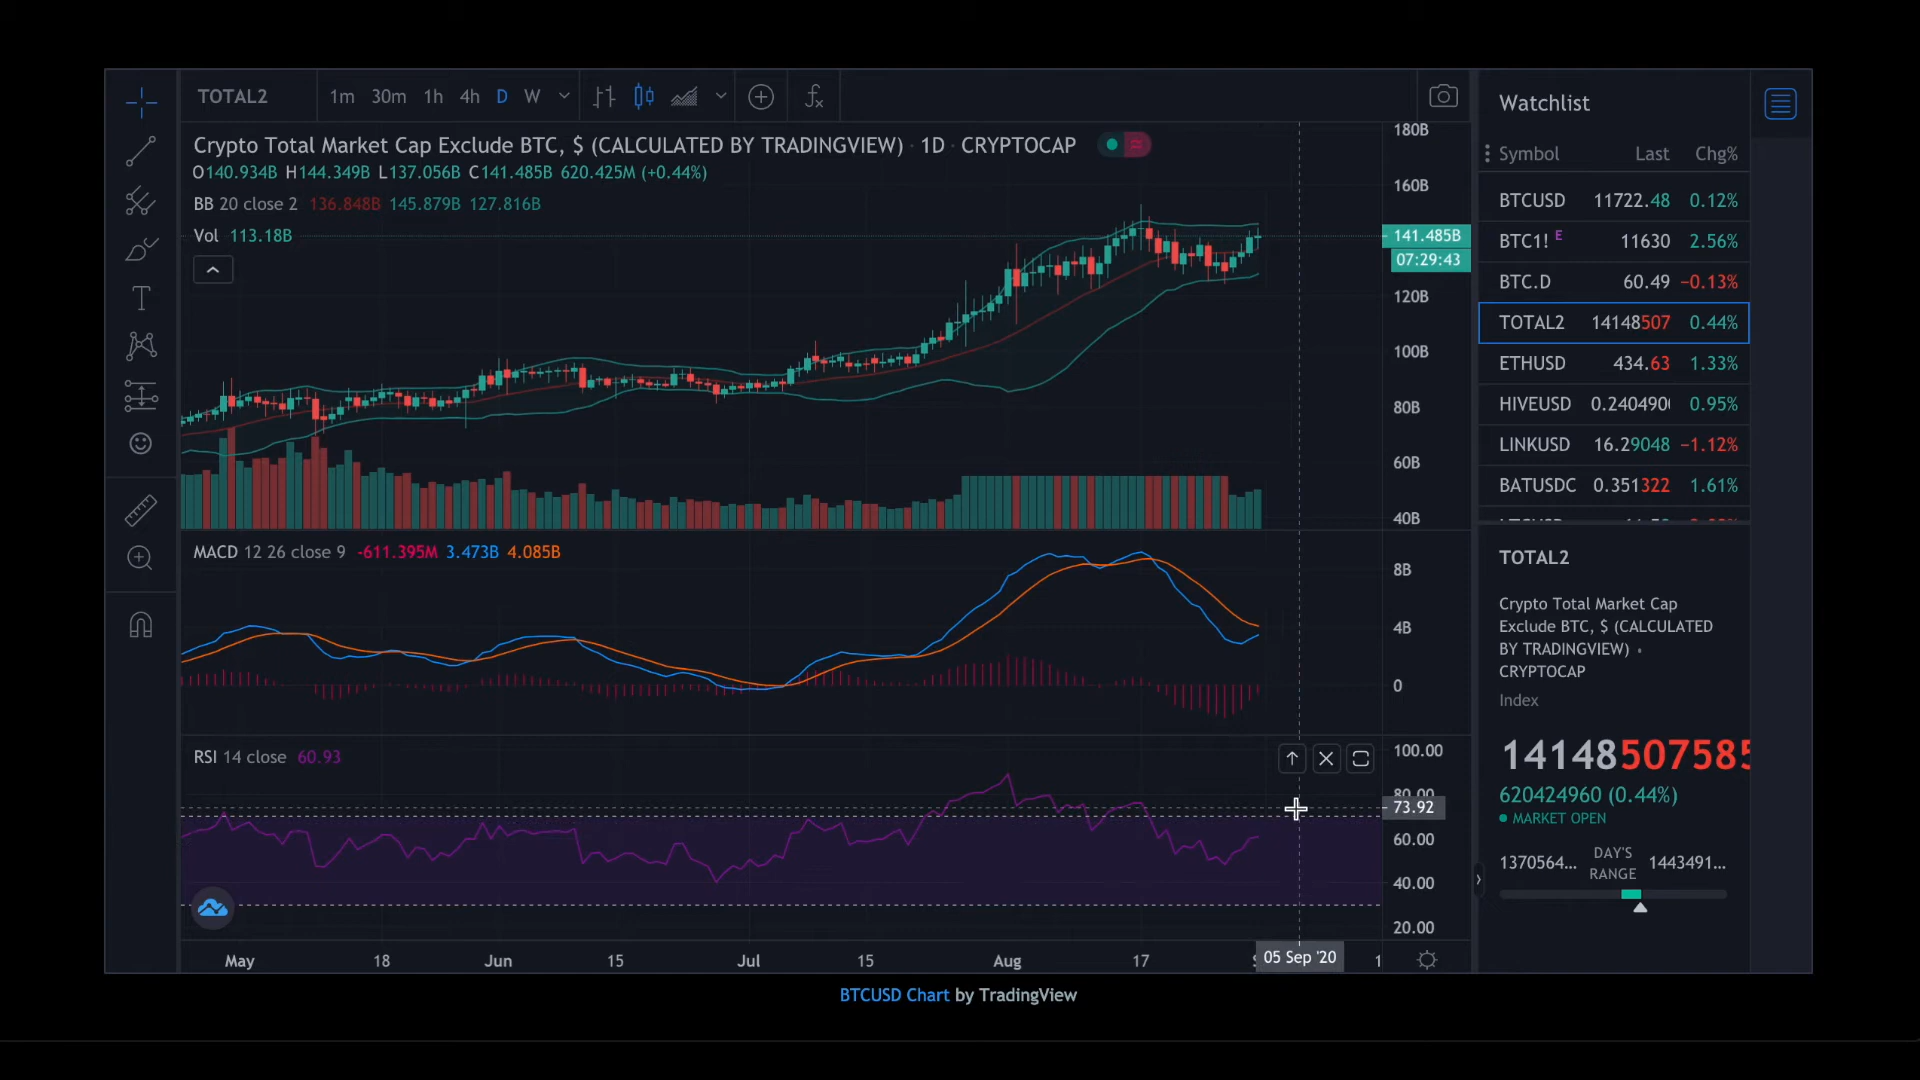 TOTAL2 1m 30m 1h 4h D W
Crypto Total Market Cap Exclude BTC, $ (CALCULATED BY TRADINGVIEW) · 1D · CRYPTOCAP
O140.934B H144.349B L137.056B C141.485B 620.425M (+0.44%)
BB 20 close 2 136.848B 145.879B 127.816B
Vol 113.18B
180B
160B
141.485B
07:29:43
120B
100B
80B
60B
40B
MACD 12 26 close 9 -611.395M 3.473B 4.085B
8B
4B
0
RSI 14 close 60.93
100.00
80.00
73.92
60.00
40.00
20.00
May 18 Jun 15 Jul 15 Aug 17 05 Sep '20 1
Watchlist
Symbol Last Chg%
BTCUSD 11722.48 0.12%
BTC1! E 11630 2.56%
BTC.D 60.49 −0.13%
TOTAL2 14148507 0.44%
ETHUSD 434.63 1.33%
HIVEUSD 0.240490 0.95%
LINKUSD 16.29048 −1.12%
BATUSDC 0.351322 1.61%
TOTAL2
Crypto Total Market Cap
Exclude BTC, $ (CALCULATED
BY TRADINGVIEW) •
CRYPTOCAP
Index
14148507585
620424960 (0.44%)
MARKET OPEN
1370564... DAY'S RANGE 1443491...
BTCUSD Chart by TradingView